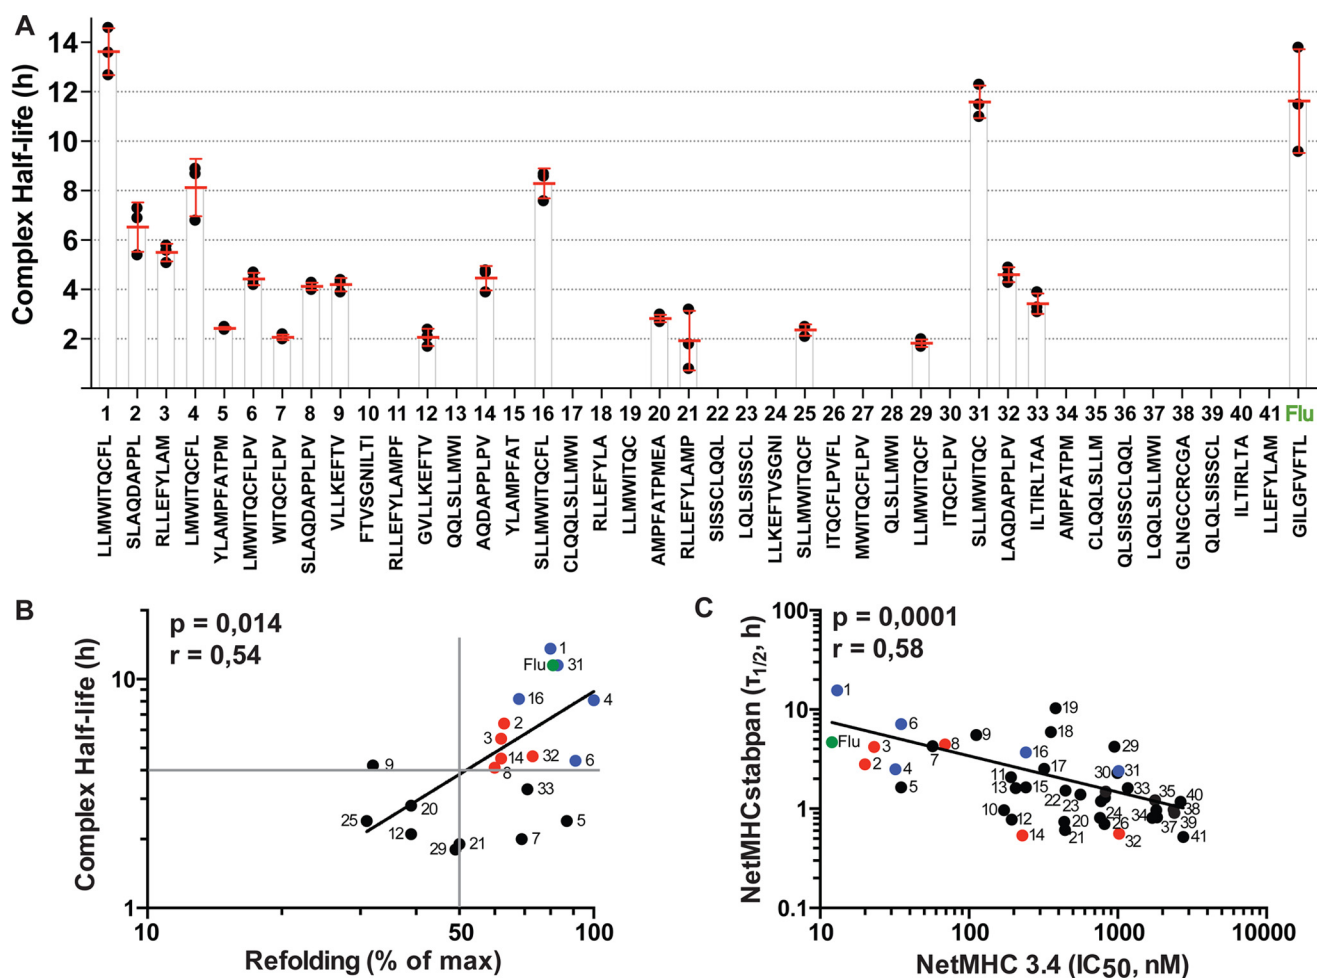 A
Complex Half-life (h)
14
12
10
8
6
4
2
1 2 3 4 5 6 7 8 9 10 11 12 13 14 15 16 17 18 19 20 21 22 23 24 25 26 27 28 29 30 31 32 33 34 35 36 37 38 39 40 41 Flu
LLMWITQCFL
SLAQDAPPL
RLLEFYLAM
LMWITQCFL
YLAMPFATPM
LMWITQCFLPV
WITQCFLPV
SLAQDAPPLPV
VLLKEFTV
FTVSGNILTI
RLLEFYLAMPF
GVLLKEFTV
QQLSLLMWI
AQDAPPLPV
YLAMPFAT
SLLMWITQCFL
CLQQLSLLMWI
RLLEFYLA
LLMWITQC
AMPFATPMEA
RLLEFYLAMP
SISSCLQQL
LQLSISSCL
LLKEFTVSGNI
SLLMWITQCF
ITQCFLPVFL
MWITQCFLPV
QLSLLMWI
LLMWITQCF
ITQCFLPV
SLLMWITQC
LAQDAPPLPV
ILTIRLTAA
AMPFATPM
CLQQLSLLM
QLSISSCLQQL
LQQLSLLMWI
GLNGCCRCGA
QLQLSISSCL
ILTIRLTA
LLEFYLAM
GILGFVFTL
B
p = 0,014
r = 0,54
Complex Half-life (h)
10
1
10 50 100
Refolding (% of max)
1
Flu
31
16
4
2
3
14
32
6
8
9
33
20
25
5
12
7
21
29
C
p = 0,0001
r = 0,58
NetMHCstabpan (τ1/2, h)
100
10
1
0.1
10 100 1000 10000
NetMHC 3.4 (IC50, nM)
1
19
6
18
9
Flu
3
8
29
7
16
2
4
17
30
31
11
5
13
15
33
22
23
35
40
10
12
24
38
34
20
26
39
14
21
37
32
41